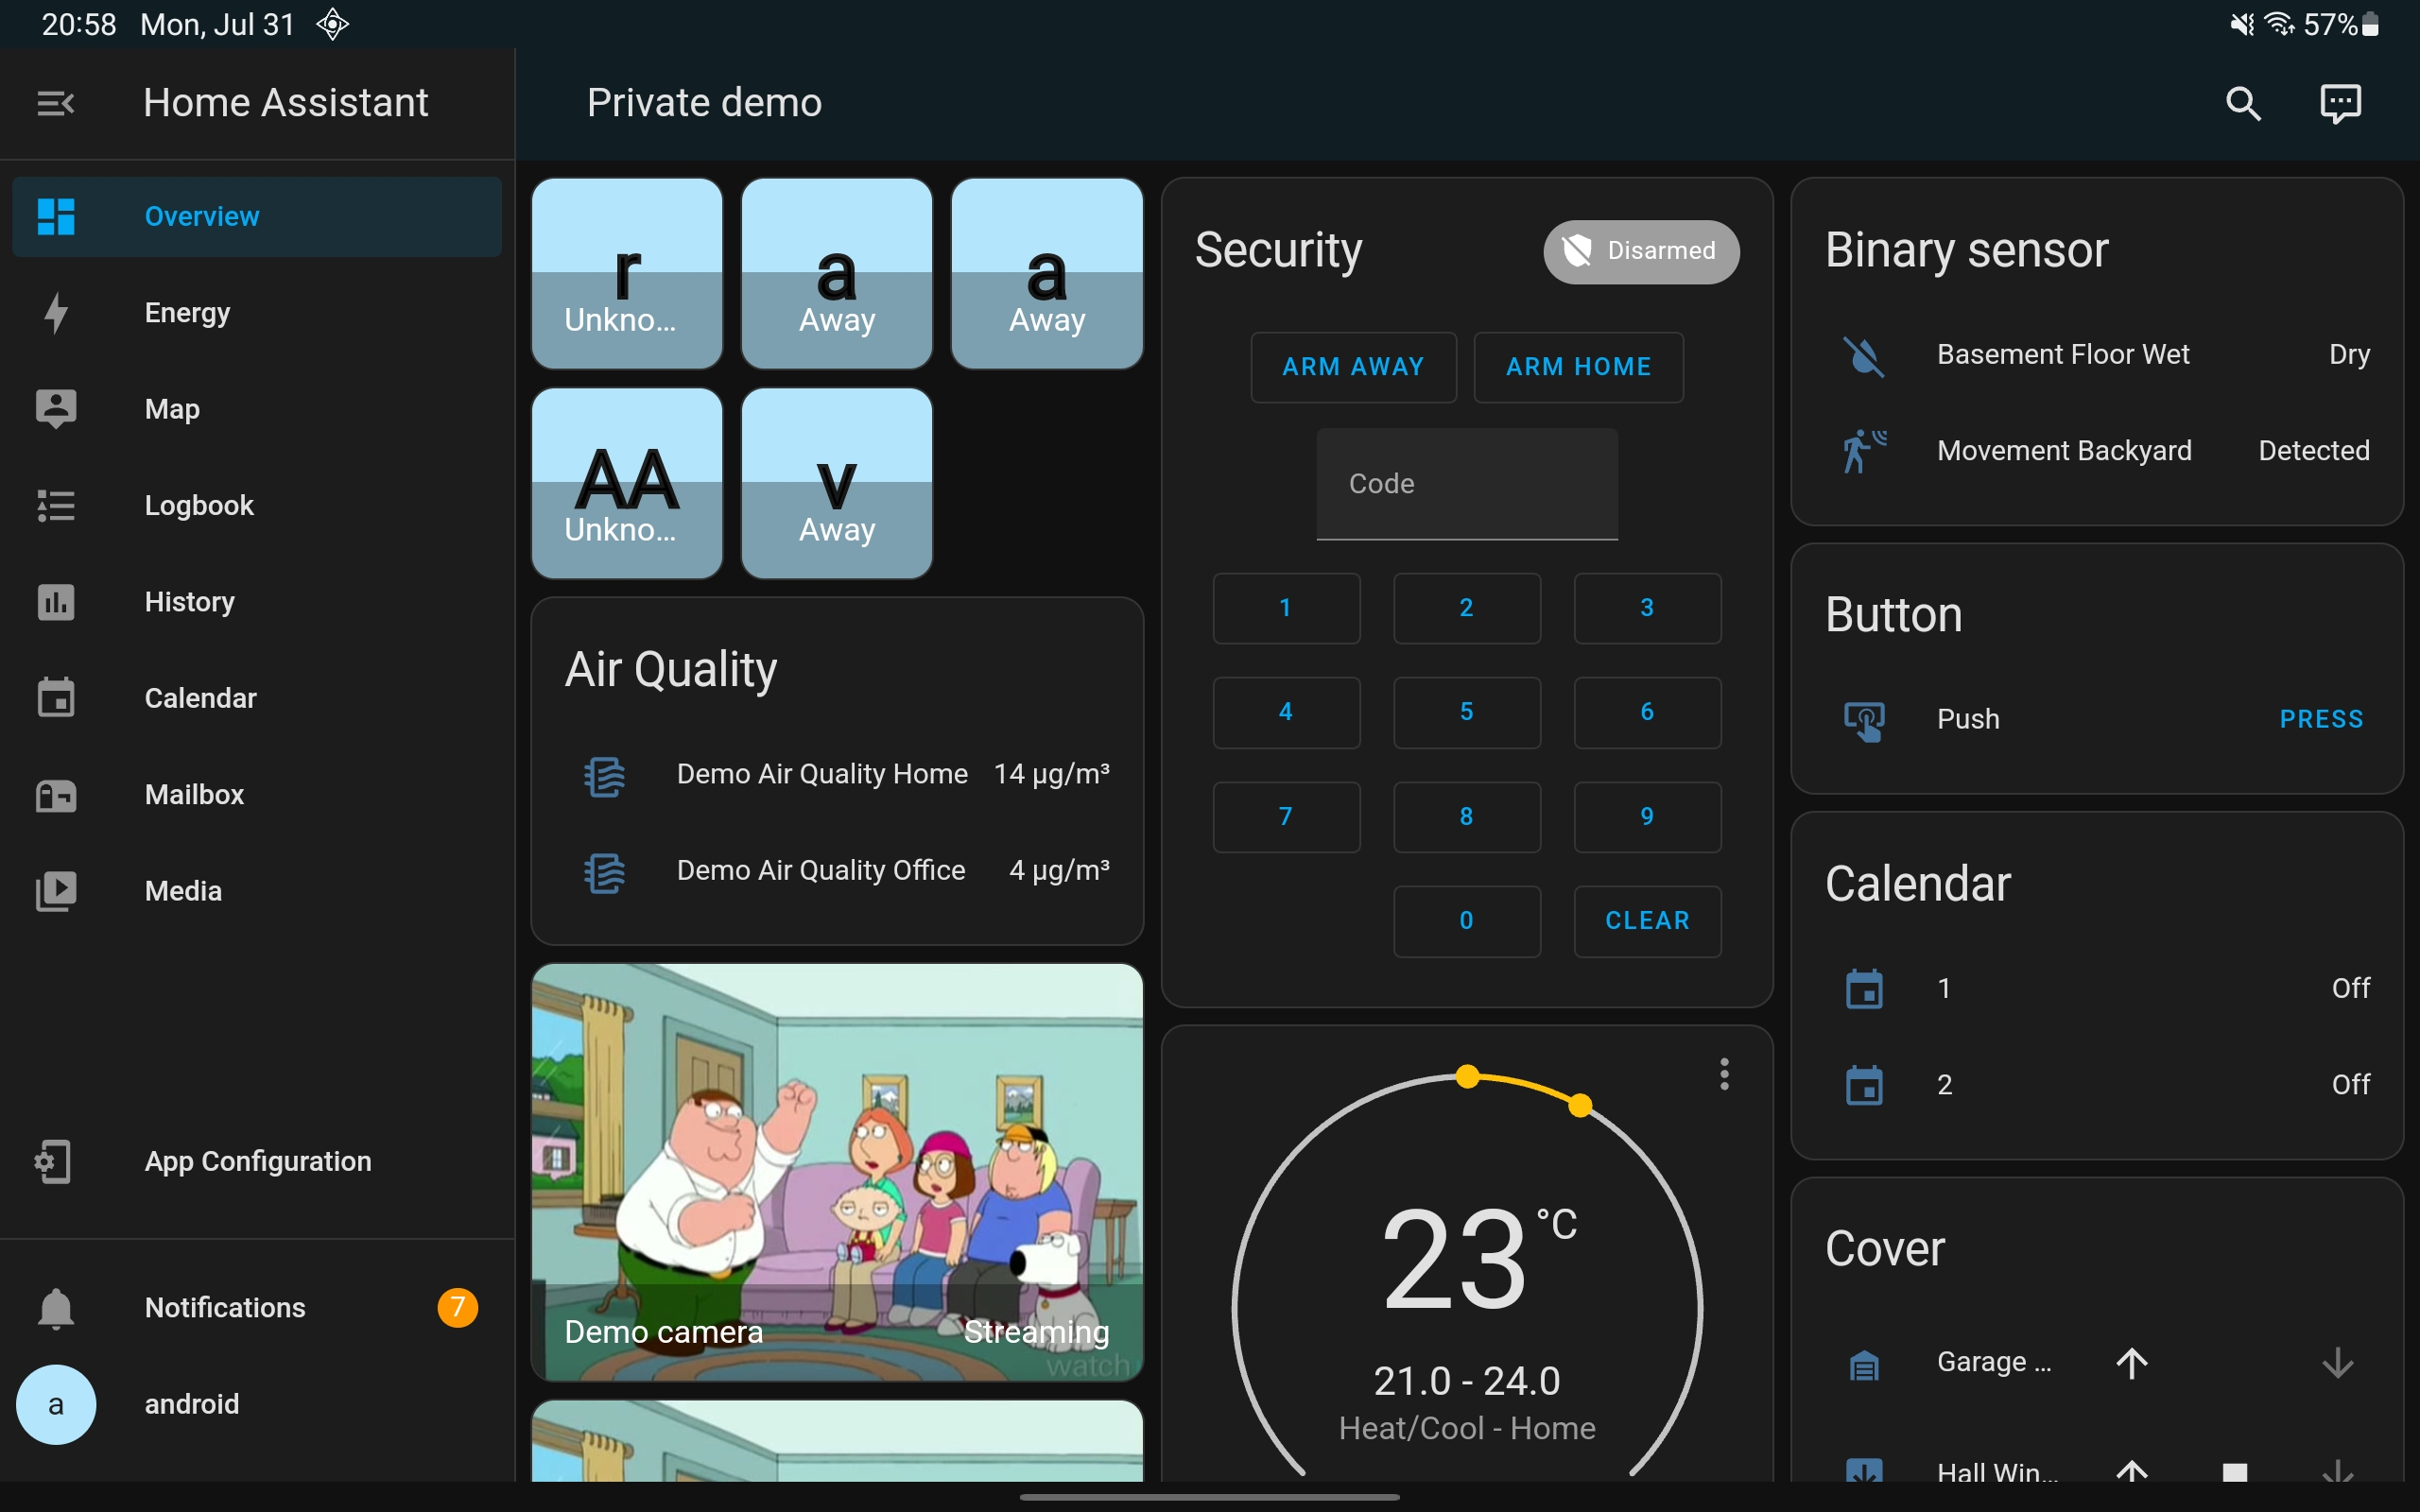 20:58 Mon, Jul 31
57%
Home Assistant
Overview
Energy
Map
Logbook
History
Calendar
Mailbox
Media
App Configuration
Notifications 7
a android
Private demo
r
Unkno...
a
Away
a
Away
AA
Unkno...
v
Away
Air Quality
Demo Air Quality Home 14 µg/m³
Demo Air Quality Office 4 µg/m³
Demo camera Streaming
watch
Security Disarmed
ARM AWAY ARM HOME
Code
1 2 3
4 5 6
7 8 9
0 CLEAR
23 °C
21.0 - 24.0
Heat/Cool - Home
Binary sensor
Basement Floor Wet Dry
Movement Backyard Detected
Button
Push PRESS
Calendar
1 Off
2 Off
Cover
Garage ...
Hall Win...